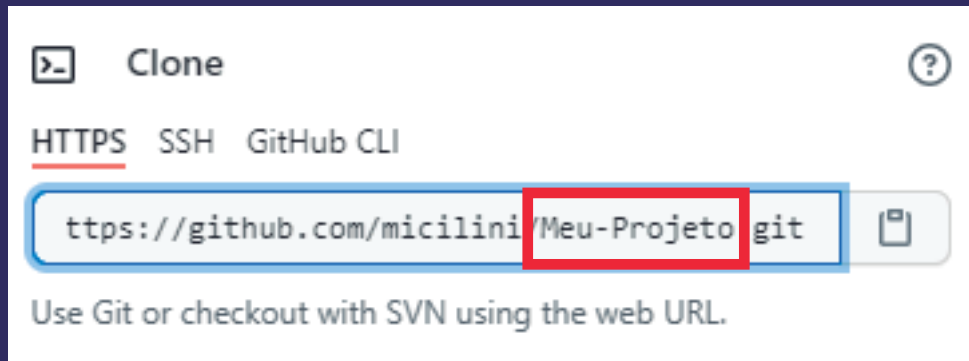 Clone
HTTPS SSH GitHub CLI
ttps://github.com/micilini/Meu-Projeto git
Use Git or checkout with SVN using the web URL.